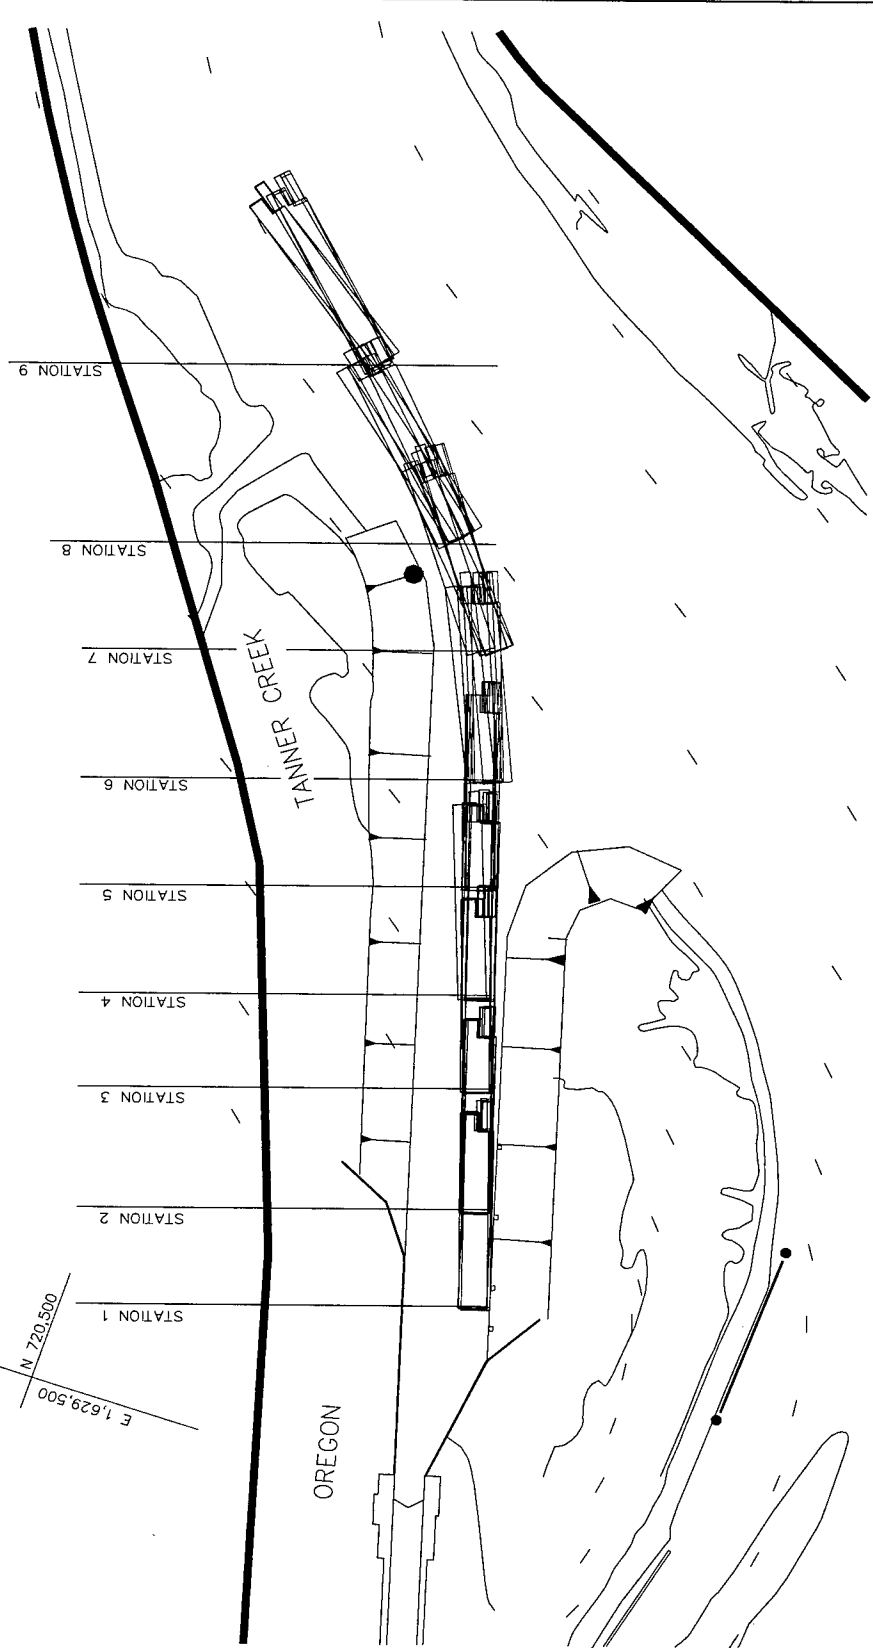 STATION 9
STATION 8
STATION 7
TANNER CREEK
STATION 6
STATION 5
STATION 4
STATION 3
STATION 2
STATION 1
N 720,500
E 1,629,500
OREGON